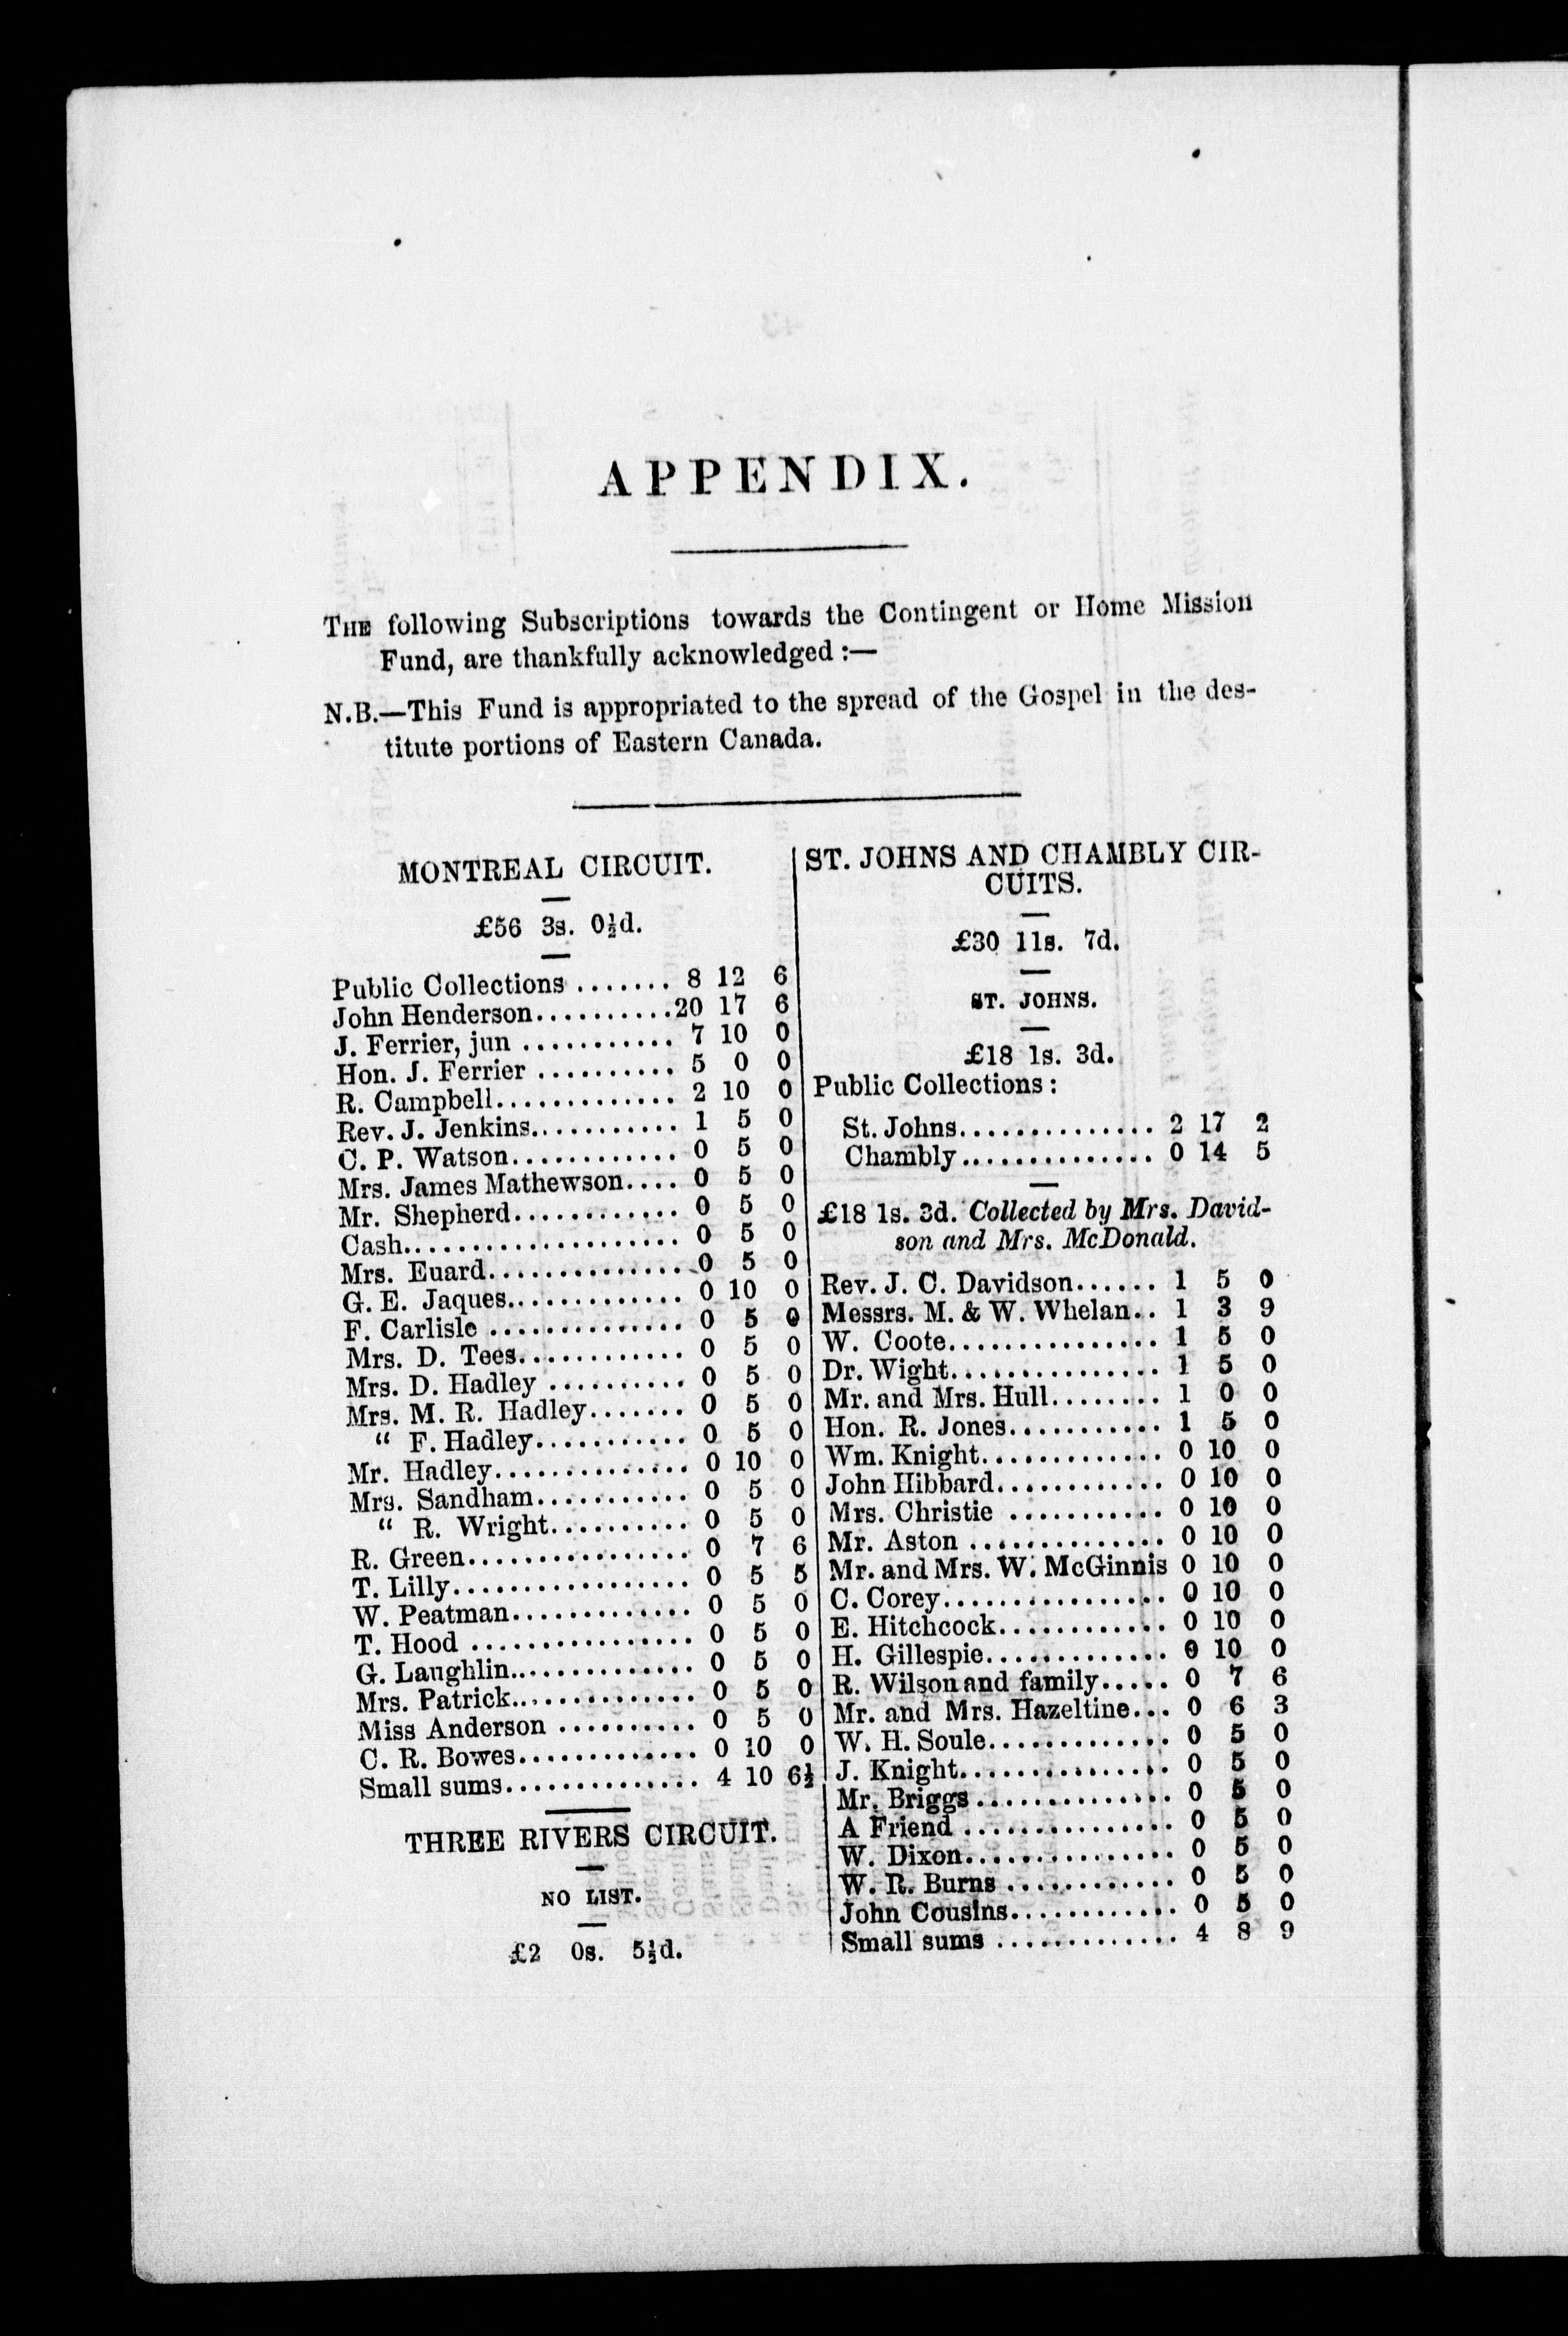 APPENDIX.
THE following Subscriptions towards the Contingent or Home Mission
Fund, are thankfully acknowledged :—
N.B.—This Fund is appropriated to the spread of the Gospel in the des-
titute portions of Eastern Canada.
MONTREAL CIRCUIT.
£56 3s. 0½d.
Public Collections ....... 8 12 6
John Henderson..........20 17 6
J. Ferrier, jun ........... 7 10 0
Hon. J. Ferrier .......... 5 0 0
R. Campbell............. 2 10 0
Rev. J. Jenkins........... 1 5 0
C. P. Watson............ 0 5 0
Mrs. James Mathewson.... 0 5 0
Mr. Shepherd............ 0 5 0
Cash.................... 0 5 0
Mrs. Euard.............. 0 5 0
G. E. Jaques............. 0 10 0
F. Carlisle .............. 0 5 0
Mrs. D. Tees............ 0 5 0
Mrs. D. Hadley .......... 0 5 0
Mrs. M. R. Hadley....... 0 5 0
“ F. Hadley........... 0 5 0
Mr. Hadley.............. 0 10 0
Mrs. Sandham........... 0 5 0
“ R. Wright.......... 0 5 0
R. Green................ 0 7 6
T. Lilly................. 0 5 5
W. Peatman............. 0 5 0
T. Hood ................ 0 5 0
G. Laughlin.............. 0 5 0
Mrs. Patrick.............. 0 5 0
Miss Anderson .......... 0 5 0
C. R. Bowes............. 0 10 0
Small sums.............. 4 10 6½
THREE RIVERS CIRCUIT.
NO LIST.
£2 0s. 5½d.
ST. JOHNS AND CHAMBLY CIR-
CUITS.
£30 11s. 7d.
ST. JOHNS.
£18 1s. 3d.
Public Collections :
St. Johns.............. 2 17 2
Chambly.............. 0 14 5
£18 1s. 3d. Collected by Mrs. David-
son and Mrs. McDonald.
Rev. J. C. Davidson...... 1 5 0
Messrs. M. & W. Whelan.. 1 3 9
W. Coote............... 1 5 0
Dr. Wight............... 1 5 0
Mr. and Mrs. Hull........ 1 0 0
Hon. R. Jones........... 1 5 0
Wm. Knight............. 0 10 0
John Hibbard............ 0 10 0
Mrs. Christie ........... 0 10 0
Mr. Aston .............. 0 10 0
Mr. and Mrs. W. McGinnis 0 10 0
C. Corey................ 0 10 0
E. Hitchcock............ 0 10 0
H. Gillespie............. 0 10 0
R. Wilson and family..... 0 7 6
Mr. and Mrs. Hazeltine... 0 6 3
W. H. Soule............. 0 5 0
J. Knight............... 0 5 0
Mr. Briggs .............. 0 5 0
A Friend ............... 0 5 0
W. Dixon............... 0 5 0
W. R. Burns ............ 0 5 0
John Cousins............ 0 5 0
Small sums ............. 4 8 9